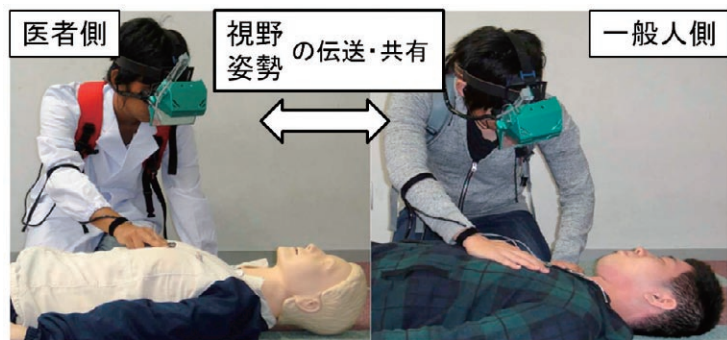 医者側
視野
姿勢
の伝送・共有
一般人側